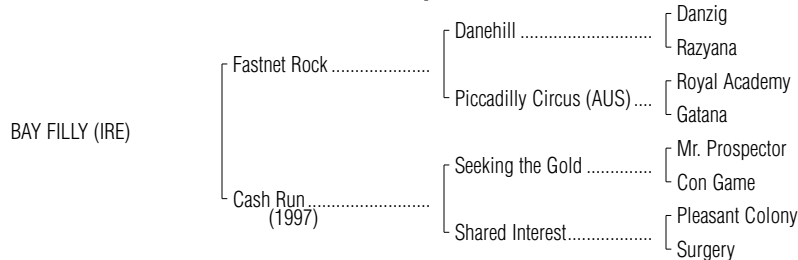 Danzig
Danehill ............................
Razyana
Fastnet Rock .....................
Royal Academy
Piccadilly Circus (AUS) ....
Gatana
BAY FILLY (IRE)
Mr. Prospector
Seeking the Gold ..............
Con Game
Cash Run ..........................
(1997)
Pleasant Colony
Shared Interest..................
Surgery